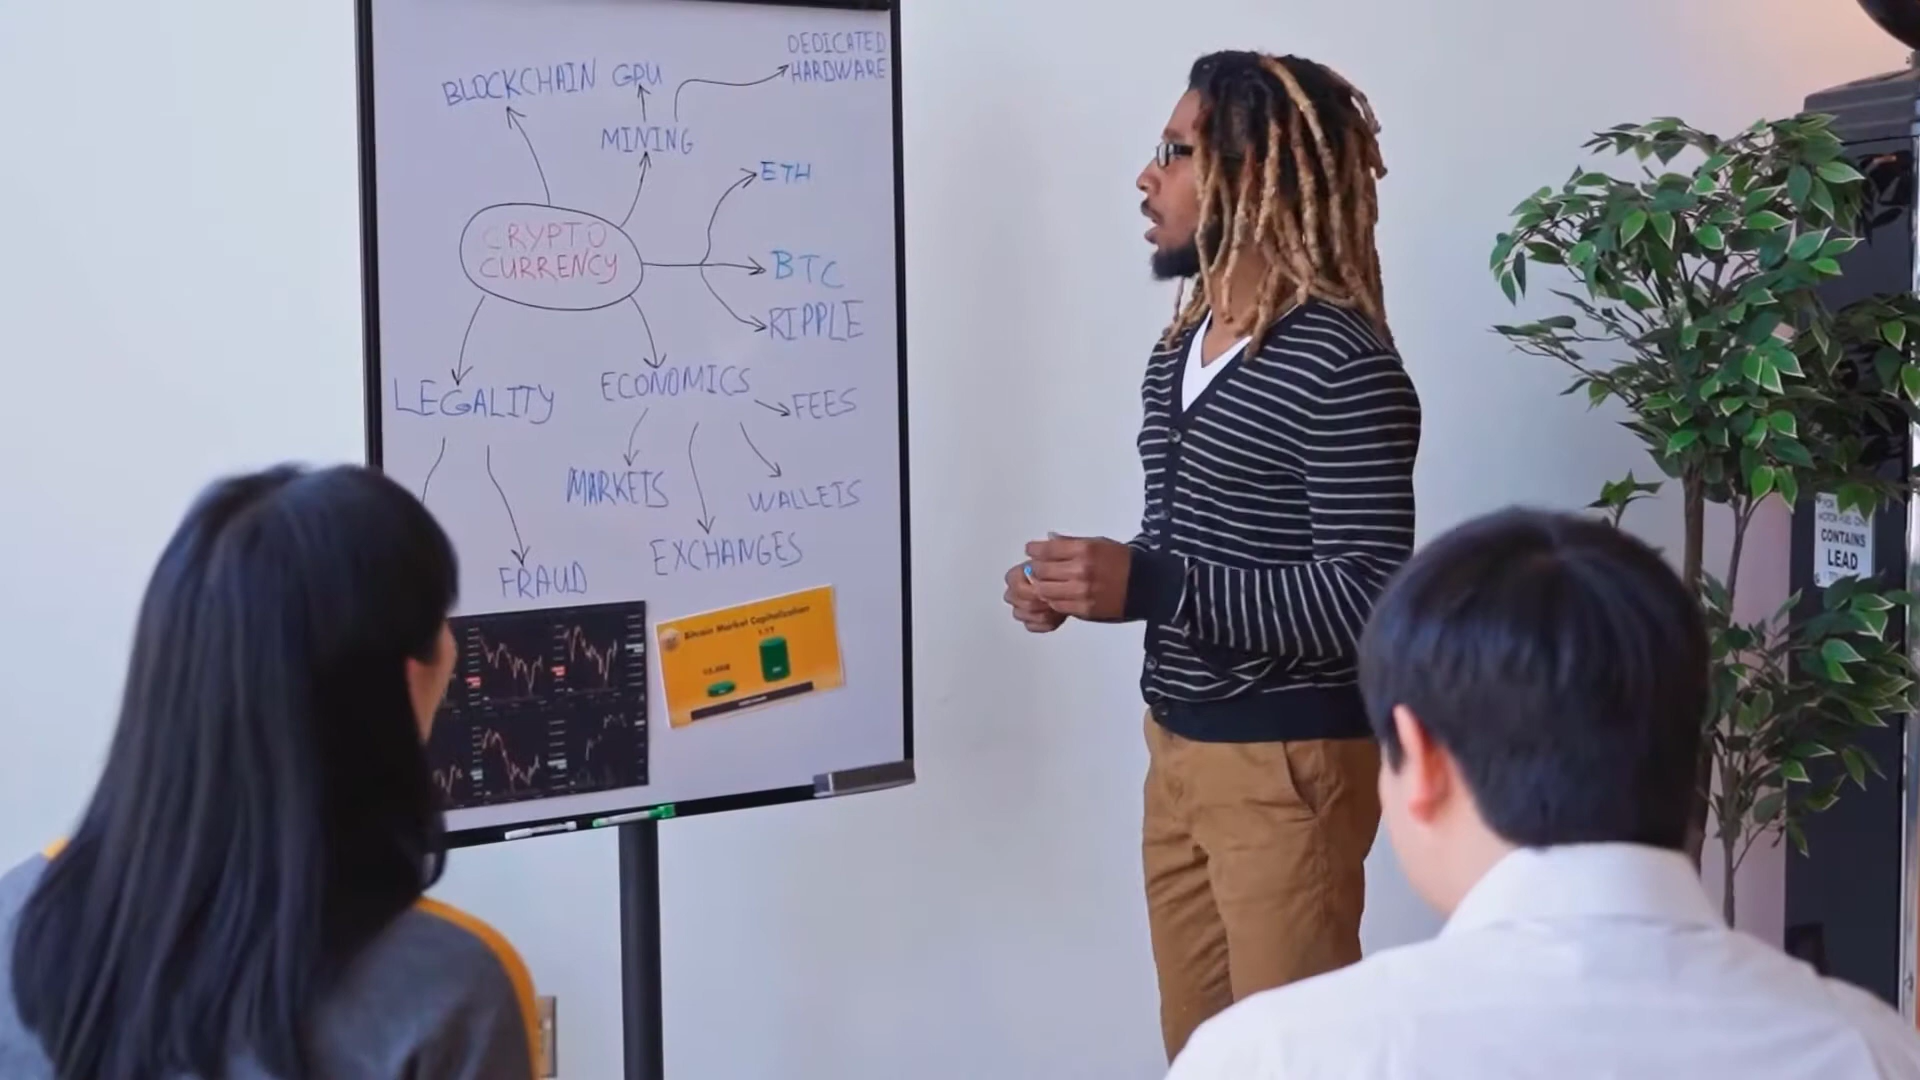 DEDICATED
HARDWARE
BLOCKCHAIN
GPU
MINING
ETH
CRYPTO
CURRENCY
BTC
RIPPLE
LEGALITY
ECONOMICS
FEES
MARKETS
WALLETS
EXCHANGES
FRAUD
Bitcoin Market Capitalization
CONTAINS
LEAD